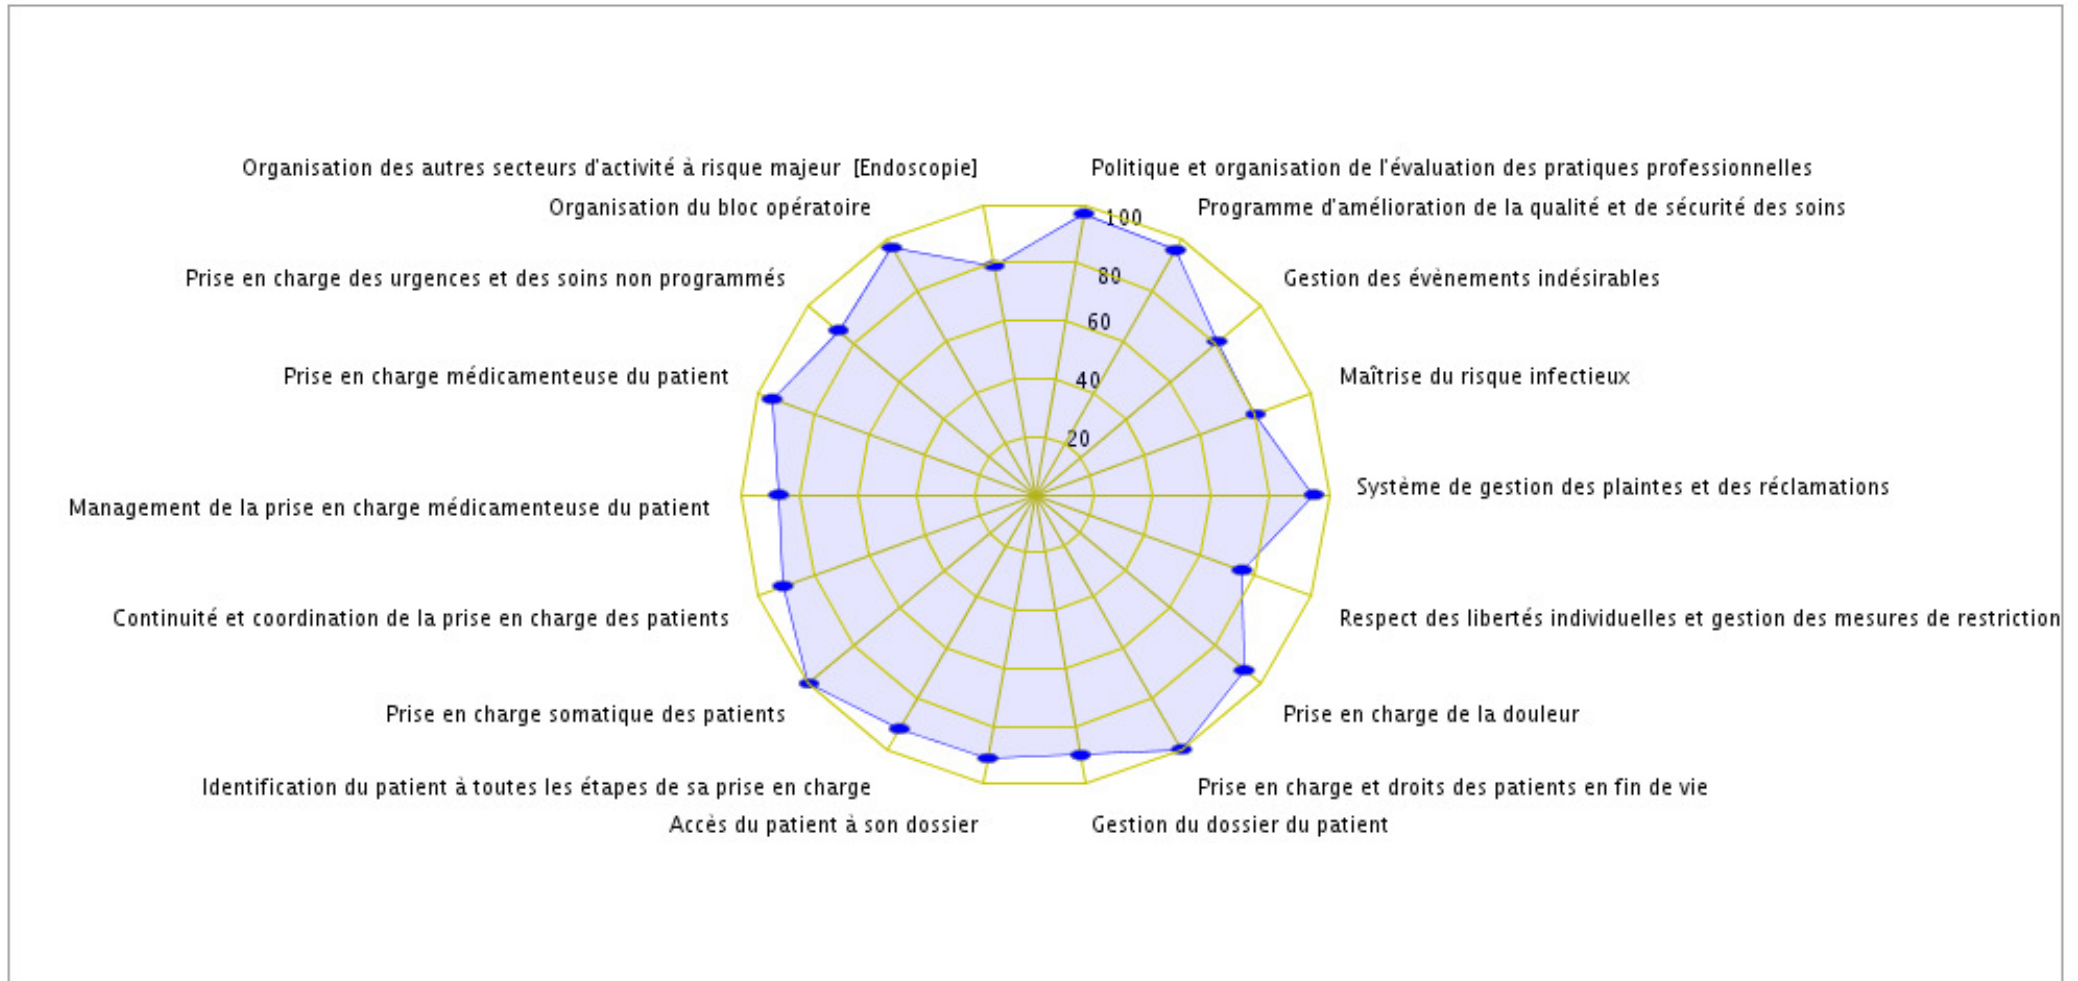 Organisation des autres secteurs d'activité à risque majeur [Endoscopie]
Politique et organisation de l'évaluation des pratiques professionnelles
Organisation du bloc opératoire
100
Programme d'amélioration de la qualité et de sécurité des soins
Prise en charge des urgences et des soins non programmés
80
Gestion des évènements indésirables
60
Prise en charge médicamenteuse du patient
40
Maîtrise du risque infectieux
20
Management de la prise en charge médicamenteuse du patient
Système de gestion des plaintes et des réclamations
Continuité et coordination de la prise en charge des patients
Respect des libertés individuelles et gestion des mesures de restriction
Prise en charge somatique des patients
Prise en charge de la douleur
Identification du patient à toutes les étapes de sa prise en charge
Prise en charge et droits des patients en fin de vie
Accès du patient à son dossier
Gestion du dossier du patient